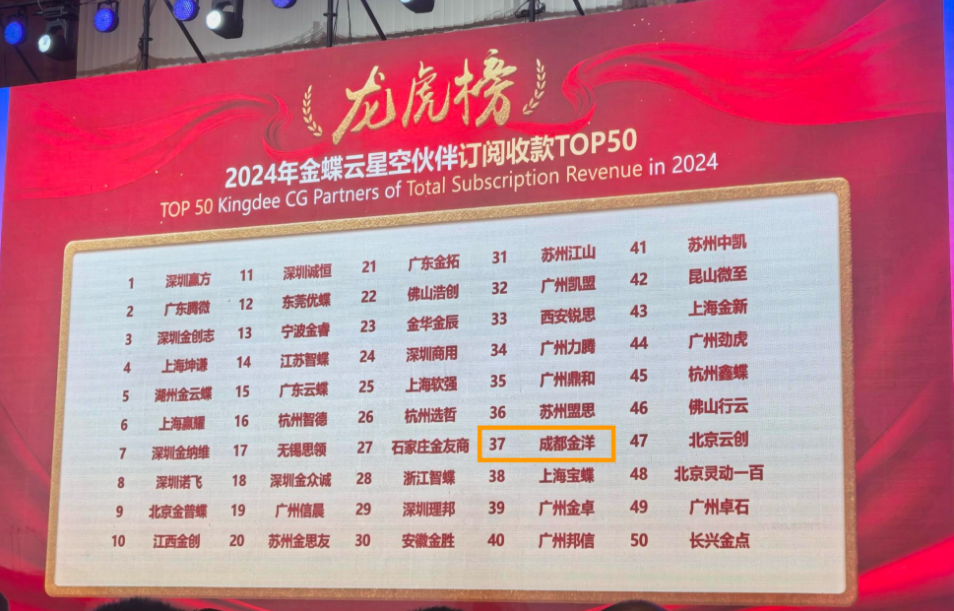 龙虎榜
2024年金蝶云星空伙伴订阅收款TOP50
TOP 50 Kingdee CG Partners of Total Subscription Revenue in 2024
1 深圳赢方 11 深圳诚恒 21 广东金拓 31 苏州江山 41 苏州中凯
2 广东腾微 12 东莞优蝶 22 佛山浩创 32 广州凯盟 42 昆山微至
3 深圳金创志 13 宁波金睿 23 金华金辰 33 西安锐思 43 上海金新
4 上海坤谦 14 江苏智蝶 24 深圳商用 34 广州力腾 44 广州劲虎
5 湖州金云蝶 15 广东云蝶 25 上海软强 35 广州鼎和 45 杭州鑫蝶
6 上海赢耀 16 杭州智德 26 杭州选哲 36 苏州盟思 46 佛山行云
7 深圳金纳维 17 无锡思领 27 石家庄金友商 37 成都金洋 47 北京云创
8 深圳诺飞 18 深圳金众诚 28 浙江智蝶 38 上海宝蝶 48 北京灵动一百
9 北京金普蝶 19 广州信晨 29 深圳理邦 39 广州金卓 49 广州卓石
10 江西金创 20 苏州金思友 30 安徽金胜 40 广州邦信 50 长兴金点